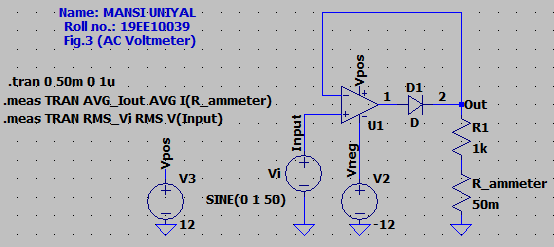 Name: MANSI UNIYAL
Roll no.: 19EE10039
Fig.3 (AC Voltmeter)
.tran 0 50m 0 1u
.meas TRAN AVG_Iout AVG I(R_ammeter)
.meas TRAN RMS_Vi RMS V(Input)
Vpos
V3
12
Input
Vi
SINE(0 1 50)
Vpos
U1
Vneg
V2
-12
1
D1
D
2
Out
R1
1k
R_ammeter
50m